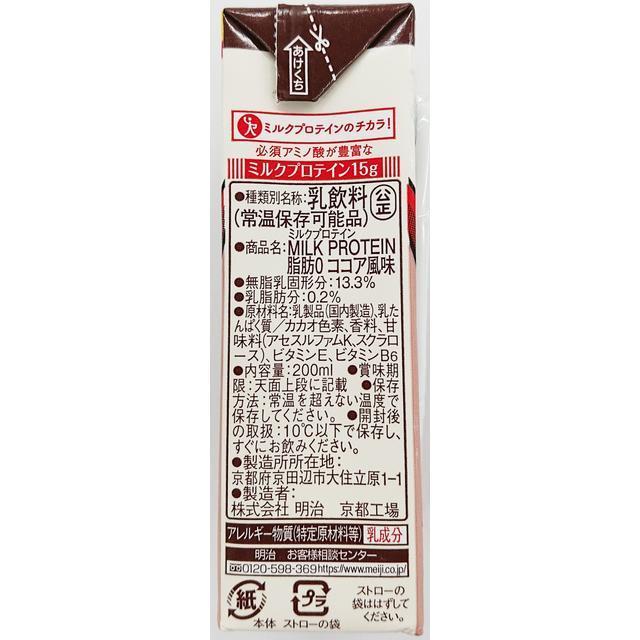 あけくち
ミルクプロテインのチカラ!
必須アミノ酸が豊富な
ミルクプロテイン15g
●種類別名称:乳飲料 公正
(常温保存可能品)
ミルクプロテイン
●商品名:MILK PROTEIN
脂肪0 ココア風味
●無脂乳固形分:13.3%
●乳脂肪分:0.2%
●原材料名:乳製品(国内製造)、乳た
んぱく質/カカオ色素、香料、甘
味料(アセスルファムK、スクラロ
ース)、ビタミンE、ビタミンB6
●内容量:200ml ●賞味期
限:天面上段に記載 ●保存
方法:常温を超えない温度で
保存してください。●開封後
の取扱:10℃以下で保存し、
すぐにお飲みください。
●製造所所在地:
京都府京田辺市大住立原1-1
●製造者:
株式会社 明治 京都工場
アレルギー物質(特定原材料等) 乳成分
明治 お客様相談センター
0120-598-369 https://www.meiji.co.jp/
紙 プラ ストローの
袋ははずして
ください。
本体 ストローの袋